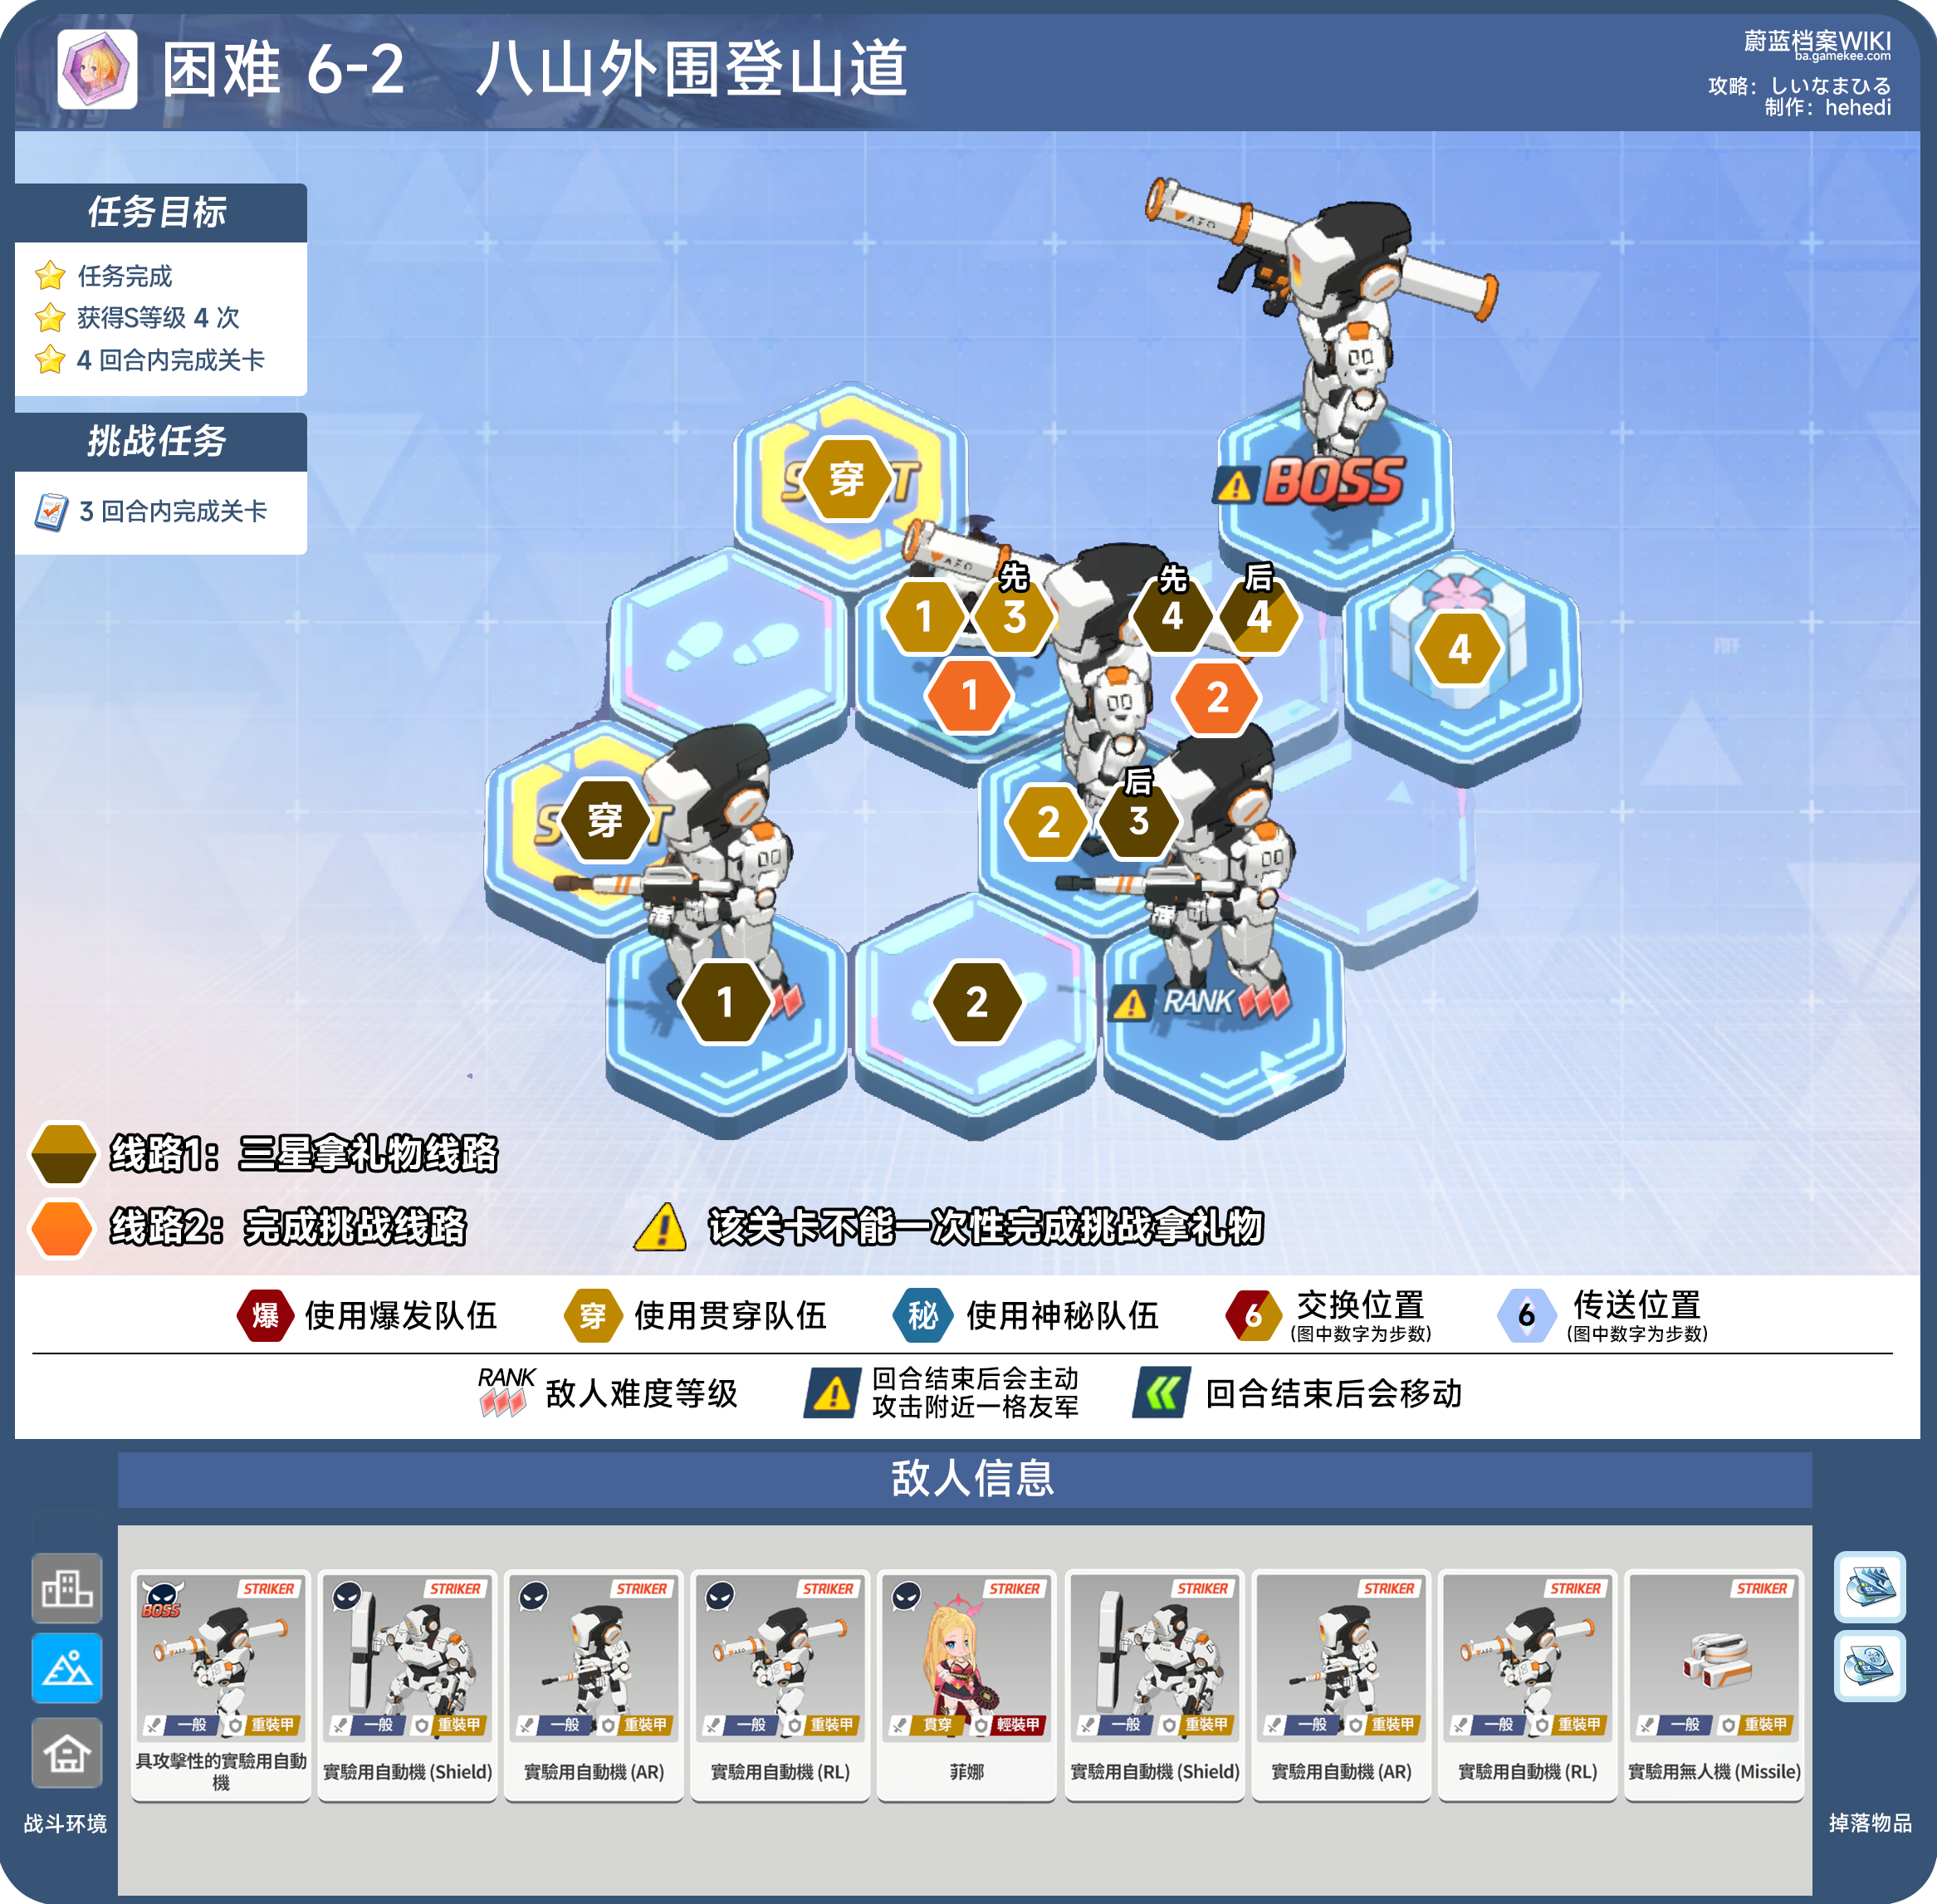 困难 6-2 八山外围登山道
蔚蓝档案WIKI
ba.gamekee.com
攻略：しいなまひる
制作：hehedi
任务目标
任务完成
获得S等级 4 次
4 回合内完成关卡
挑战任务
3 回合内完成关卡
穿
BOSS
1
先
3
先
4
后
4
1
2
4
穿
2
后
3
1
2
RANK
线路1：三星拿礼物线路
线路2：完成挑战线路
该关卡不能一次性完成挑战拿礼物
爆 使用爆发队伍
穿 使用贯穿队伍
秘 使用神秘队伍
6 交换位置
(图中数字为步数)
6 传送位置
(图中数字为步数)
RANK 敌人难度等级
回合结束后会主动
攻击附近一格友军
回合结束后会移动
敌人信息
BOSS STRIKER 一般 重裝甲
具攻擊性的實驗用自動
機
STRIKER 一般 重裝甲
實驗用自動機 (Shield)
STRIKER 一般 重裝甲
實驗用自動機 (AR)
STRIKER 一般 重裝甲
實驗用自動機 (RL)
STRIKER 貫穿 輕裝甲
菲娜
STRIKER 一般 重裝甲
實驗用自動機 (Shield)
STRIKER 一般 重裝甲
實驗用自動機 (AR)
STRIKER 一般 重裝甲
實驗用自動機 (RL)
STRIKER 一般 重裝甲
實驗用無人機 (Missile)
战斗环境
掉落物品